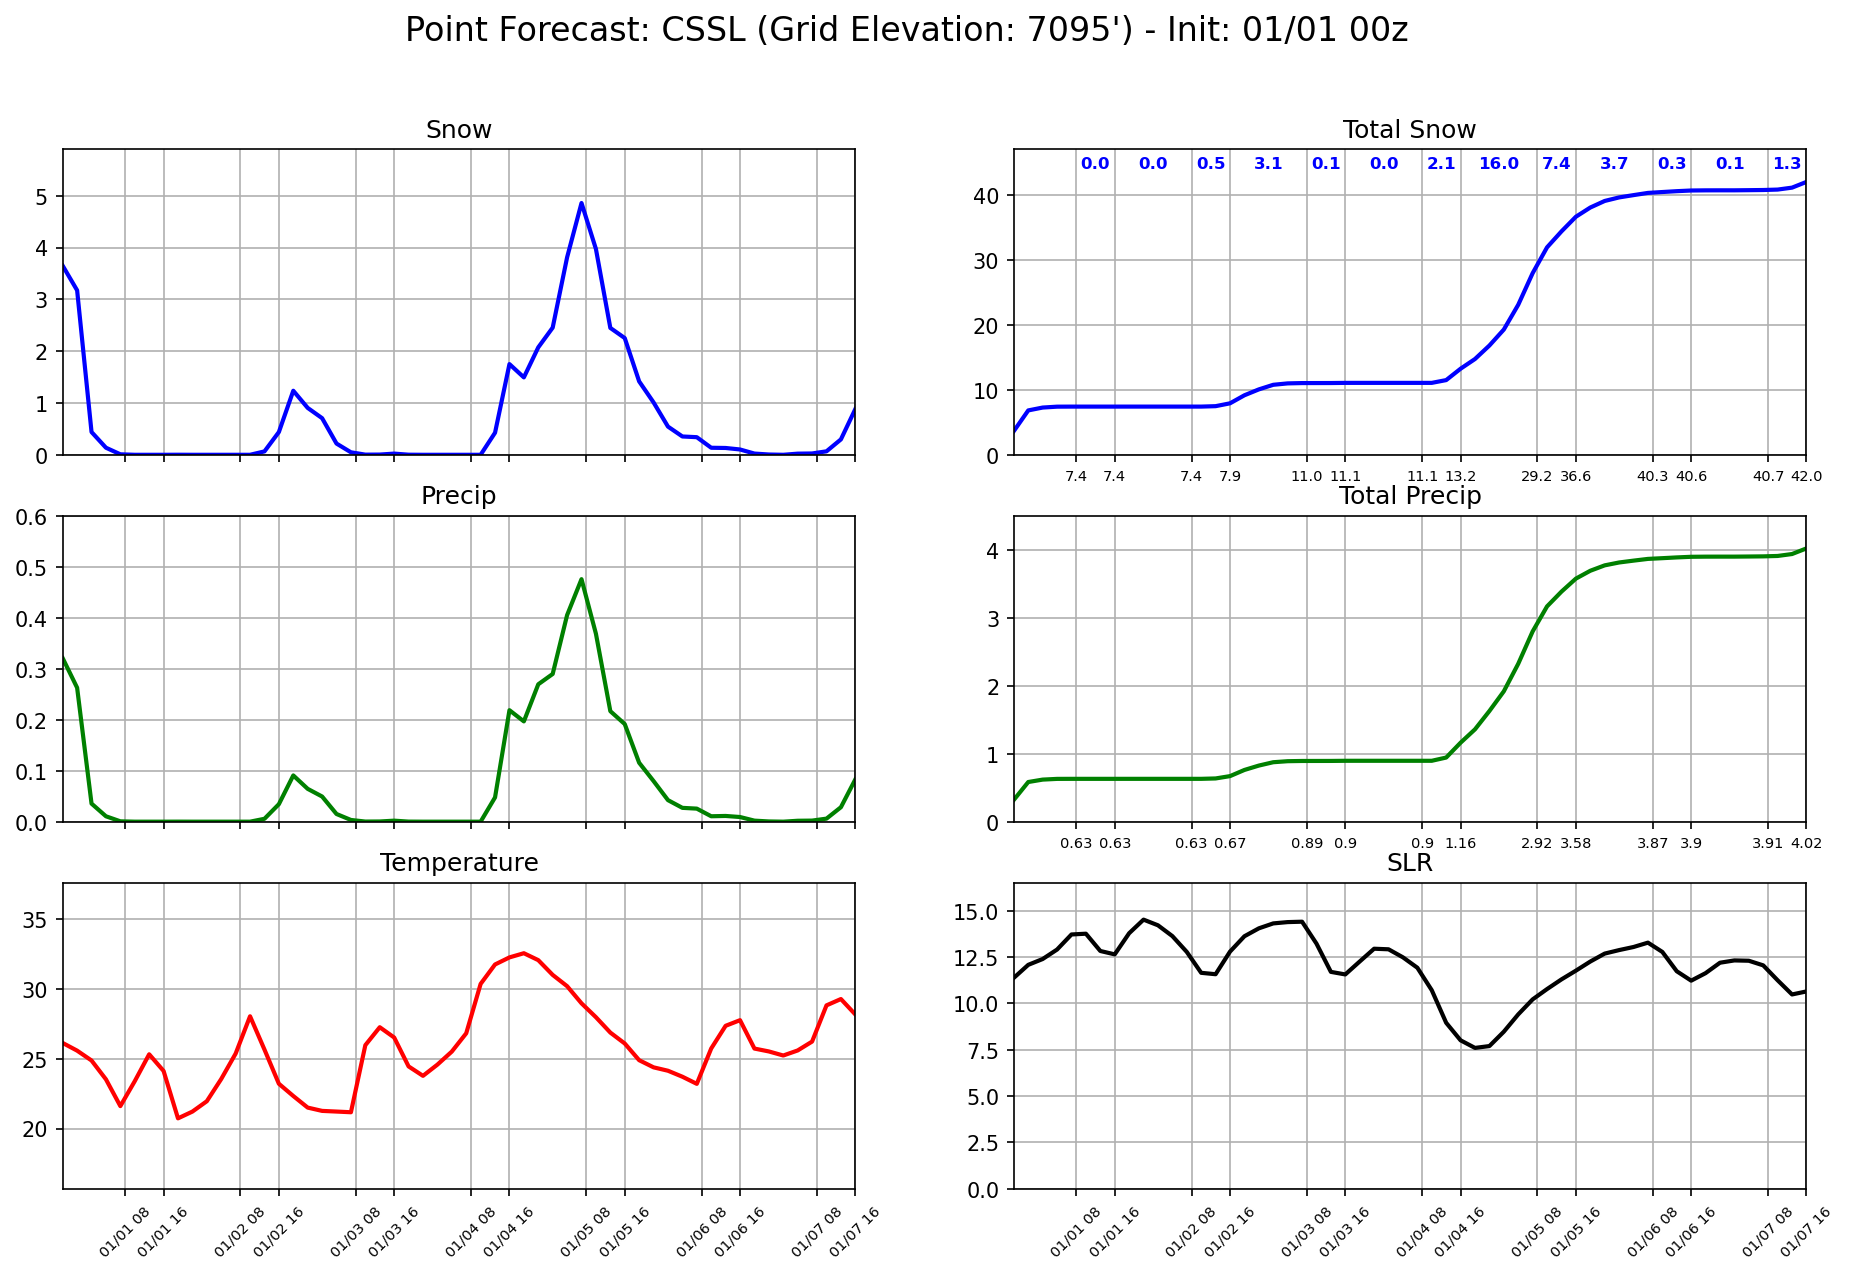 Point Forecast: CSSL (Grid Elevation: 7095') - Init: 01/01 00z
Snow
5
4
3
2
1
0
Total Snow
0.0 0.0 0.5 3.1 0.1 0.0 2.1 16.0 7.4 3.7 0.3 0.1 1.3
40
30
20
10
0
7.4 7.4 7.4 7.9 11.0 11.1 11.1 13.2 29.2 36.6 40.3 40.6 40.7 42.0
Precip
0.6
0.5
0.4
0.3
0.2
0.1
0.0
Total Precip
4
3
2
1
0
0.63 0.63 0.63 0.67 0.89 0.9 0.9 1.16 2.92 3.58 3.87 3.9 3.91 4.02
Temperature
35
30
25
20
01/01 08 01/01 16 01/02 08 01/02 16 01/03 08 01/03 16 01/04 08 01/04 16 01/05 08 01/05 16 01/06 08 01/06 16 01/07 08 01/07 16
SLR
15.0
12.5
10.0
7.5
5.0
2.5
0.0
01/01 08 01/01 16 01/02 08 01/02 16 01/03 08 01/03 16 01/04 08 01/04 16 01/05 08 01/05 16 01/06 08 01/06 16 01/07 08 01/07 16